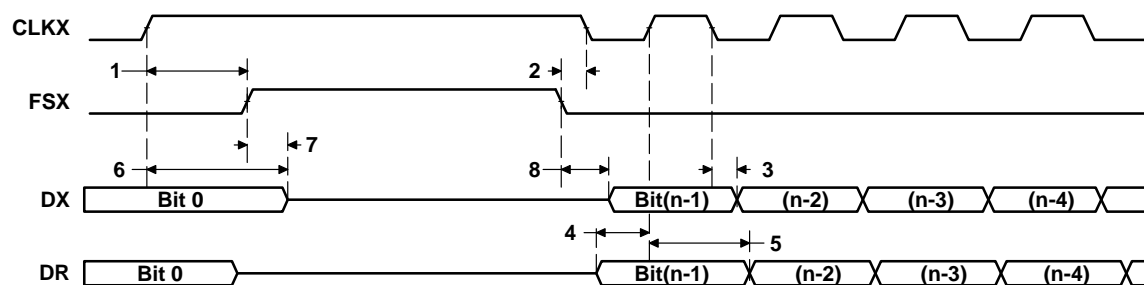 CLKX
1 2
FSX
7
6 8 3
DX Bit 0 Bit(n-1) (n-2) (n-3) (n-4)
4 5
DR Bit 0 Bit(n-1) (n-2) (n-3) (n-4)